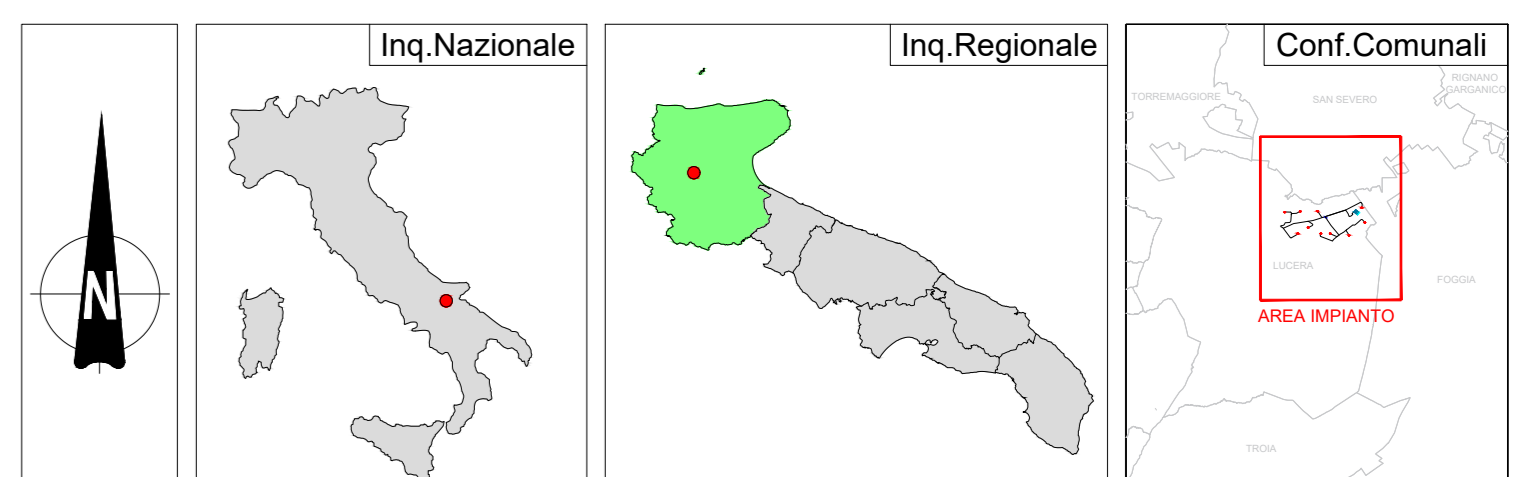 N
Inq.Nazionale
Inq.Regionale
Conf.Comunali
RIGNANO
GARGANICO
TORREMAGGIORE
SAN SEVERO
LUCERA
FOGGIA
AREA IMPIANTO
TROIA